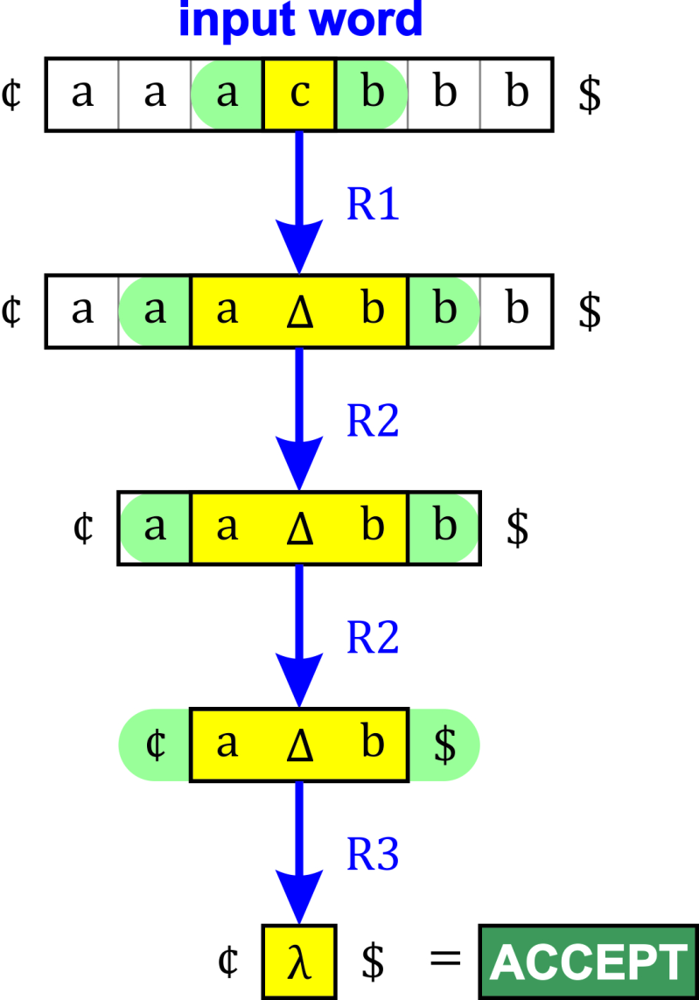 input word
¢ a a a c b b b $
R1
¢ a a a Δ b b b $
R2
¢ a a Δ b b $
R2
¢ a Δ b $
R3
¢ λ $ = ACCEPT